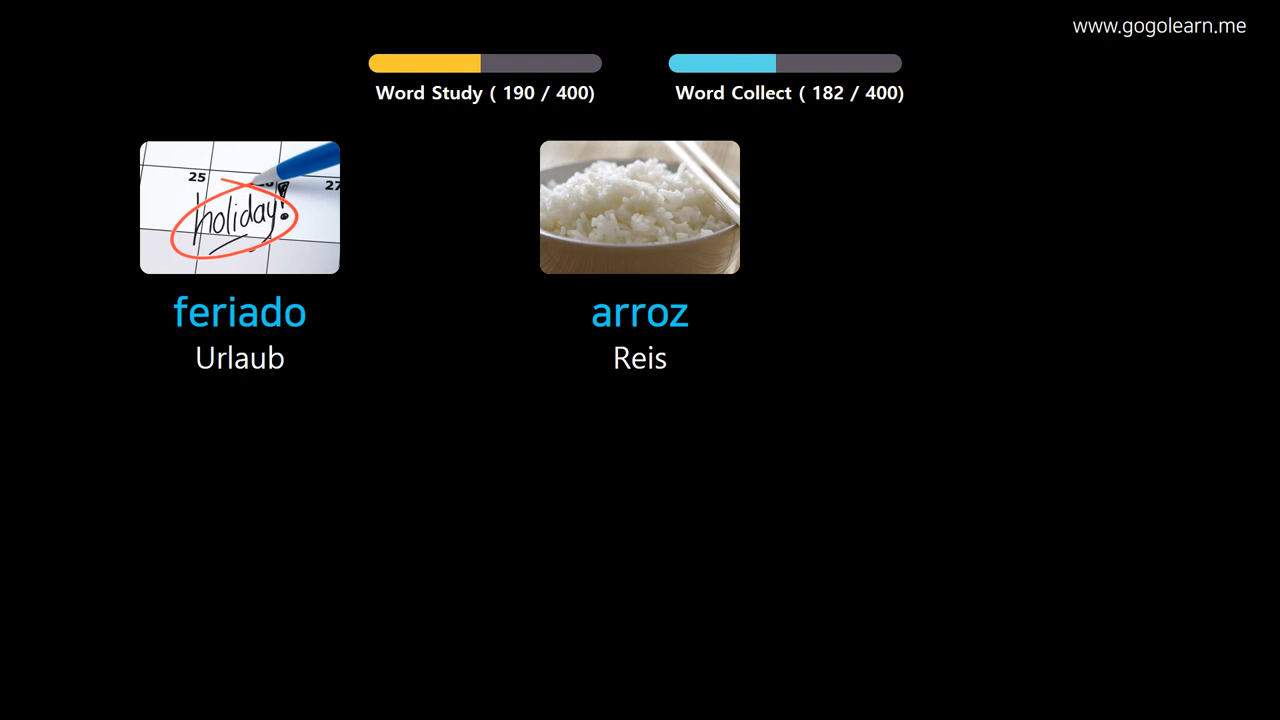 www.gogolearn.me
Word Study ( 190 / 400)
Word Collect ( 182 / 400)
25
27
holiday!
feriado
arroz
Urlaub
Reis